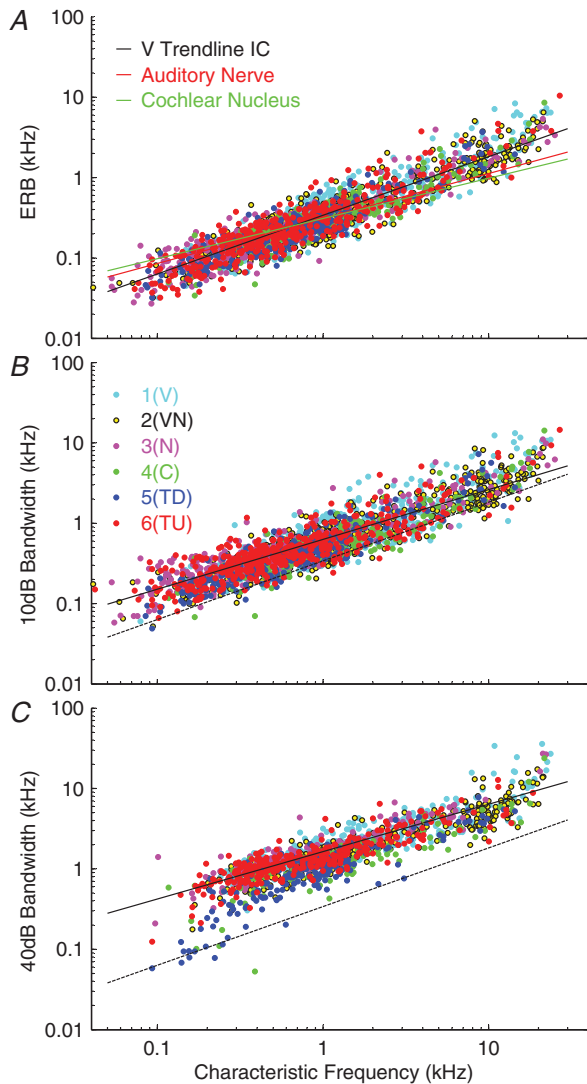 A
100
10
1
0.1
0.01
ERB (kHz)
V Trendline IC
Auditory Nerve
Cochlear Nucleus
B
100
10
1
0.1
0.01
10dB Bandwidth (kHz)
1(V)
2(VN)
3(N)
4(C)
5(TD)
6(TU)
C
100
10
1
0.1
0.01
40dB Bandwidth (kHz)
0.1 1 10
Characteristic Frequency (kHz)